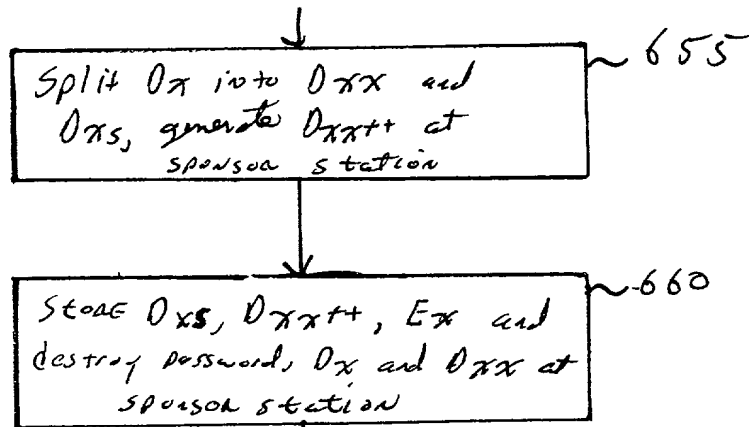 Split Dx into Dxx and
Dxs, generate Dxx++ at
sponsor station
655
STORE Dxs, Dxx++, Ex and
destroy password, Dx and Dxx at
sponsor station
660